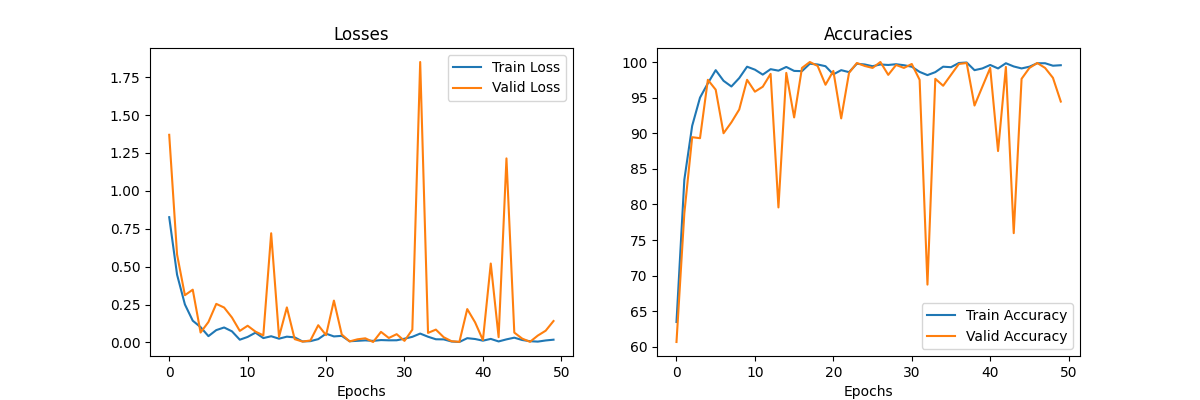 Losses
1.75
1.50
1.25
1.00
0.75
0.50
0.25
0.00
0 10 20 30 40 50
Epochs
Train Loss
Valid Loss
Accuracies
100
95
90
85
80
75
70
65
60
0 10 20 30 40 50
Epochs
Train Accuracy
Valid Accuracy